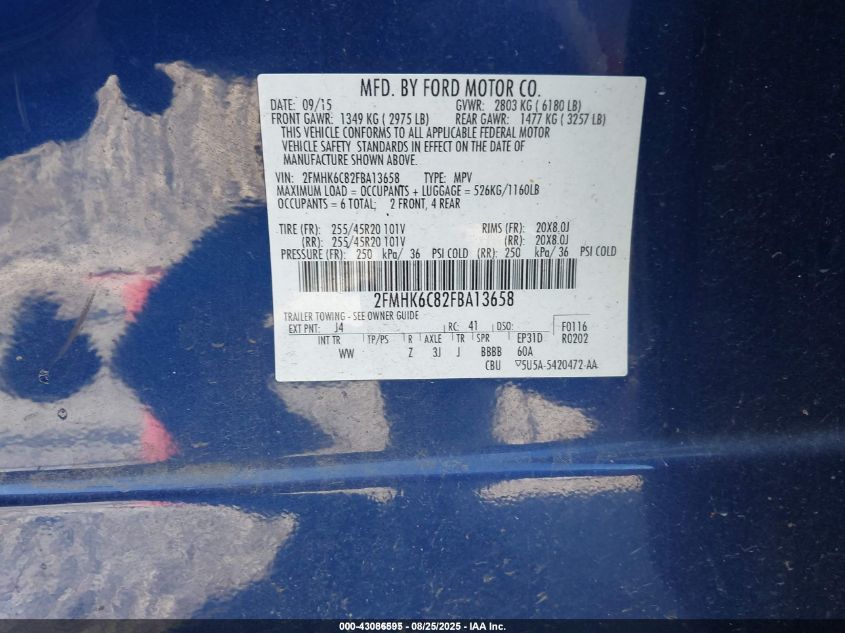 MFD. BY FORD MOTOR CO.
DATE: 09/15 GVWR: 2803 KG ( 6180 LB)
FRONT GAWR: 1349 KG ( 2975 LB) REAR GAWR: 1477 KG ( 3257 LB)
THIS VEHICLE CONFORMS TO ALL APPLICABLE FEDERAL MOTOR
VEHICLE SAFETY STANDARDS IN EFFECT ON THE DATE OF
MANUFACTURE SHOWN ABOVE.
VIN: 2FMHK6C82FBA13658 TYPE: MPV
MAXIMUM LOAD = OCCUPANTS + LUGGAGE = 526KG/1160LB
OCCUPANTS = 6 TOTAL; 2 FRONT, 4 REAR
TIRE (FR): 255/45R20 101V RIMS (FR): 20X8.0J
(RR): 255/45R20 101V (RR): 20X8.0J
PRESSURE (FR): 250 kPa/ 36 PSI COLD (RR): 250 kPa/ 36 PSI COLD
2FMHK6C82FBA13658
TRAILER TOWING - SEE OWNER GUIDE
EXT PNT: J4 RC: 41 DSO: F0116
INT TR TP/PS R AXLE TR SPR EP31D R0202
WW Z 3J J BBBB 60A
CBU ▽5U5A-5420472-AA
000-43086595 - 08/25/2025 - IAA Inc.